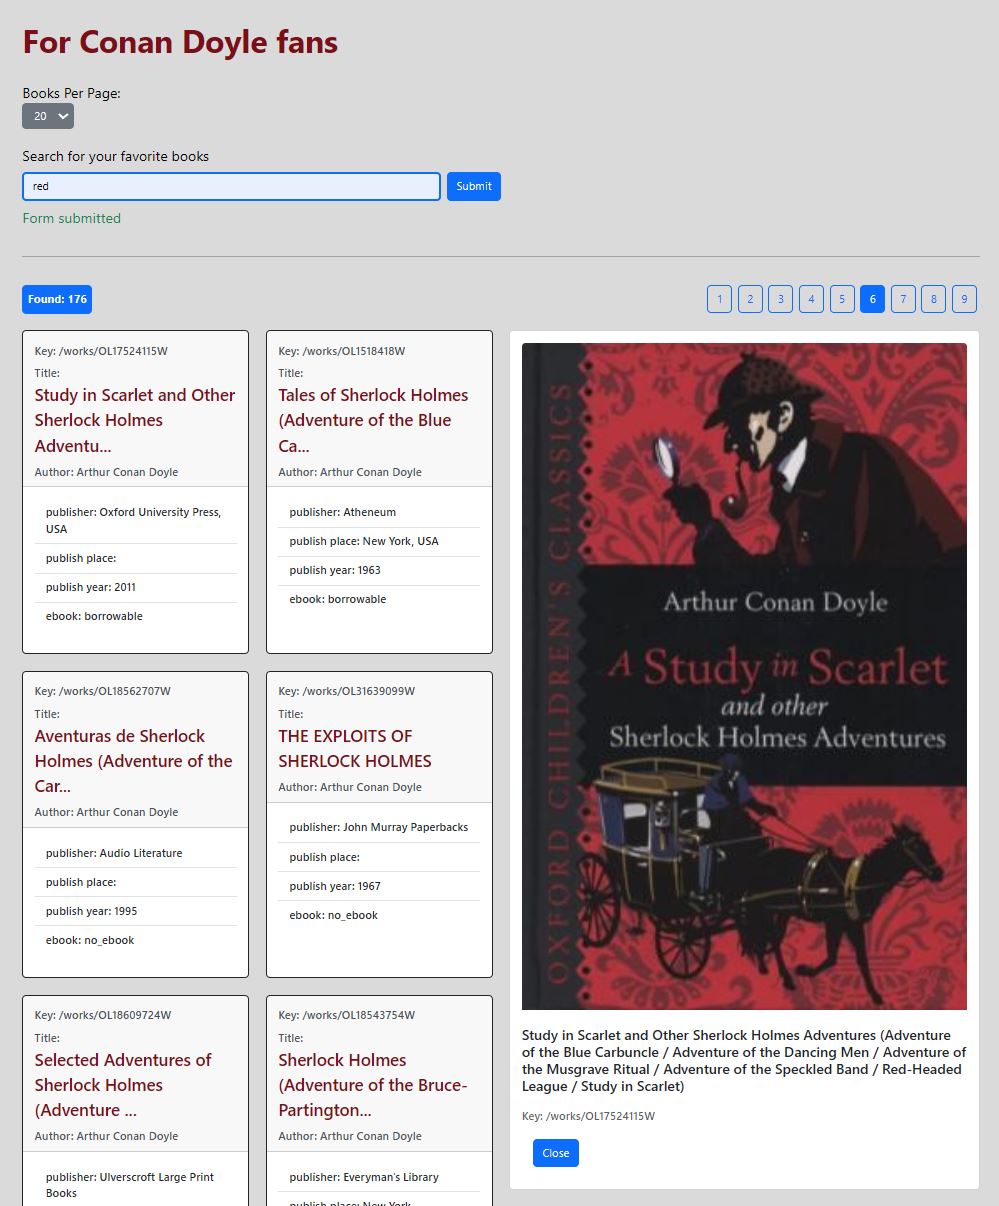 For Conan Doyle fans
Books Per Page:
20
Search for your favorite books
red
Submit
Form submitted
Found: 176
1 2 3 4 5 6 7 8 9
Key: /works/OL17524115W
Title:
Study in Scarlet and Other
Sherlock Holmes
Adventu...
Author: Arthur Conan Doyle
publisher: Oxford University Press,
USA
publish place:
publish year: 2011
ebook: borrowable
Key: /works/OL1518418W
Title:
Tales of Sherlock Holmes
(Adventure of the Blue
Ca...
Author: Arthur Conan Doyle
publisher: Atheneum
publish place: New York, USA
publish year: 1963
ebook: borrowable
Key: /works/OL18562707W
Title:
Aventuras de Sherlock
Holmes (Adventure of the
Car...
Author: Arthur Conan Doyle
publisher: Audio Literature
publish place:
publish year: 1995
ebook: no_ebook
Key: /works/OL31639099W
Title:
THE EXPLOITS OF
SHERLOCK HOLMES
Author: Arthur Conan Doyle
publisher: John Murray Paperbacks
publish place:
publish year: 1967
ebook: no_ebook
Key: /works/OL18609724W
Title:
Selected Adventures of
Sherlock Holmes
(Adventure ...
Author: Arthur Conan Doyle
publisher: Ulverscroft Large Print
Books
Key: /works/OL18543754W
Title:
Sherlock Holmes
(Adventure of the Bruce-
Partington...
Author: Arthur Conan Doyle
publisher: Everyman's Library
publish place: New York
OXFORD CHILDREN'S CLASSICS
Arthur Conan Doyle
A Study in Scarlet
and other
Sherlock Holmes Adventures
Study in Scarlet and Other Sherlock Holmes Adventures (Adventure
of the Blue Carbuncle / Adventure of the Dancing Men / Adventure of
the Musgrave Ritual / Adventure of the Speckled Band / Red-Headed
League / Study in Scarlet)
Key: /works/OL17524115W
Close